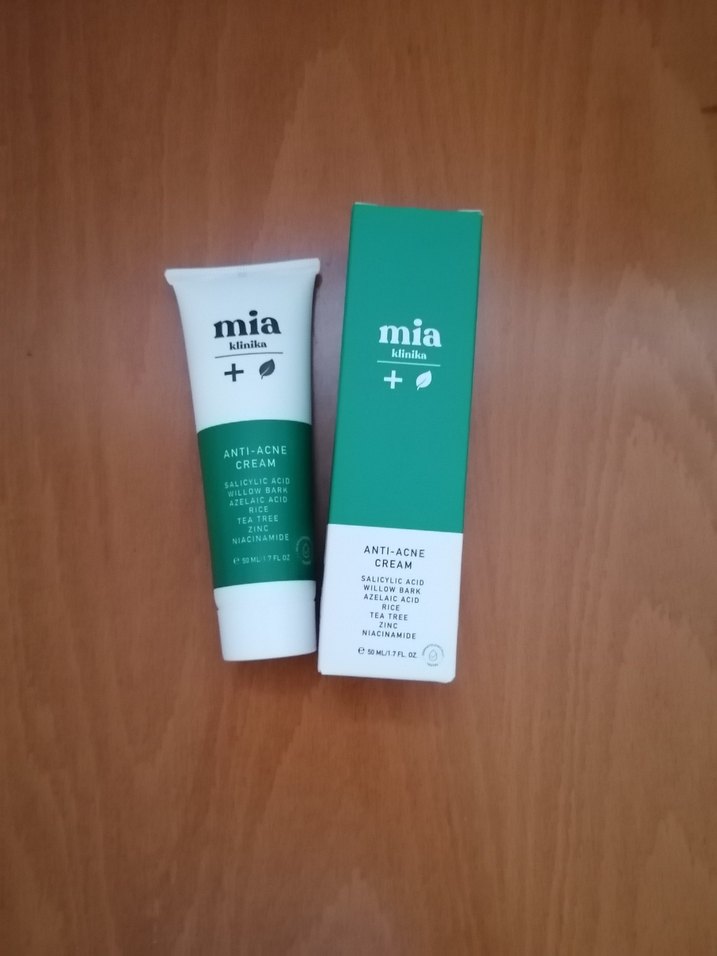 mia
klinika
ANTI-ACNE
CREAM
SALICYLIC ACID
WILLOW BARK
AZELAIC ACID
RICE
TEA TREE
ZINC
NIACINAMIDE
℮ 50 ML/1.7 FL. OZ.
mia
klinika
ANTI-ACNE
CREAM
SALICYLIC ACID
WILLOW BARK
AZELAIC ACID
RICE
TEA TREE
ZINC
NIACINAMIDE
℮ 50 ML/1.7 FL. OZ.